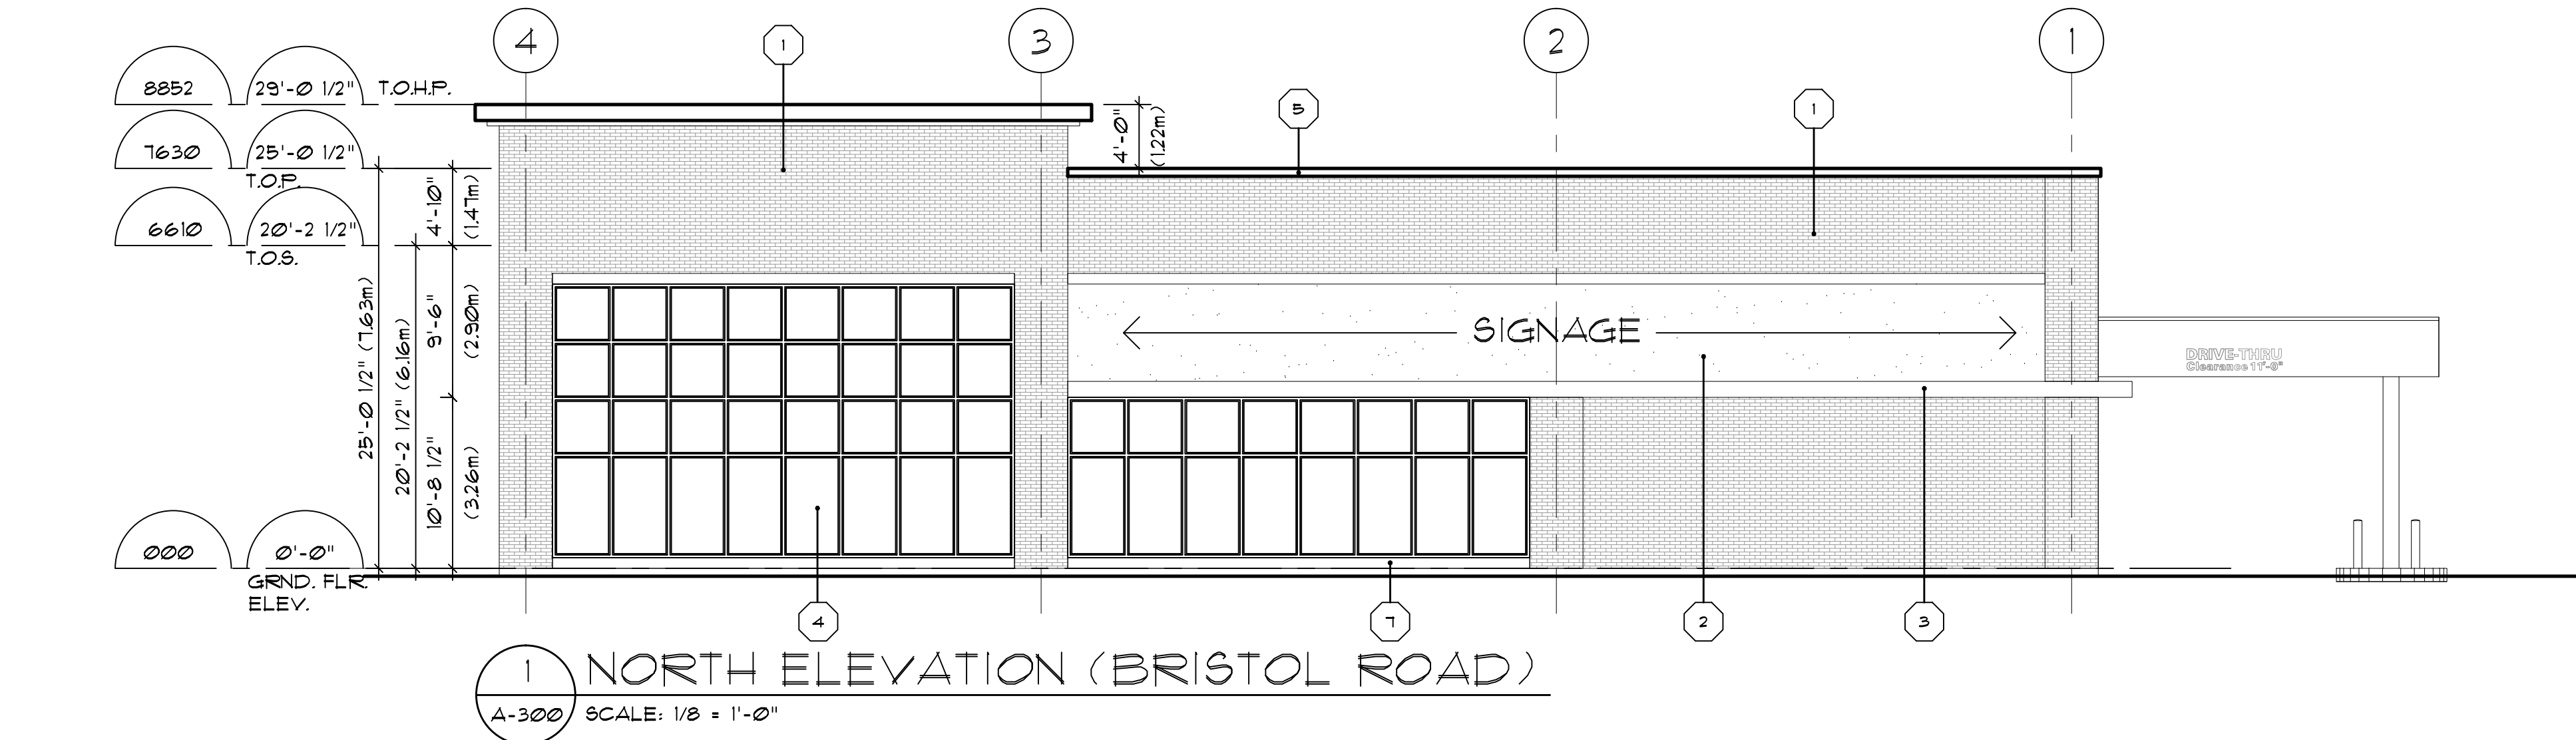 4
3
2
1
1
5
1
8852
29'-0 1/2"
T.O.H.P.
7630
25'-0 1/2"
T.O.P.
6610
20'-2 1/2"
T.O.S.
4'-0"
(1.22m)
4'-10"
(1.47m)
9'-6"
(2.90m)
10'-8 1/2"
(3.26m)
20'-2 1/2" (6.16m)
25'-0 1/2" (7.63m)
SIGNAGE
DRIVE-THRU
Clearance 11'-0"
000
0'-0"
GRND. FLR.
ELEV.
4
7
2
3
1
A-300
NORTH ELEVATION (BRISTOL ROAD)
SCALE: 1/8 = 1'-0"